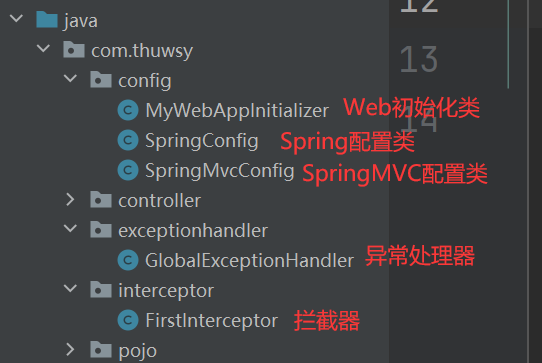 java
12
com.thuwsy
13
config
MyWebAppInitializer Web初始化类
14
SpringConfig Spring配置类
SpringMvcConfig SpringMVC配置类
controller
exceptionhandler
GlobalExceptionHandler 异常处理器
interceptor
FirstInterceptor 拦截器
pojo